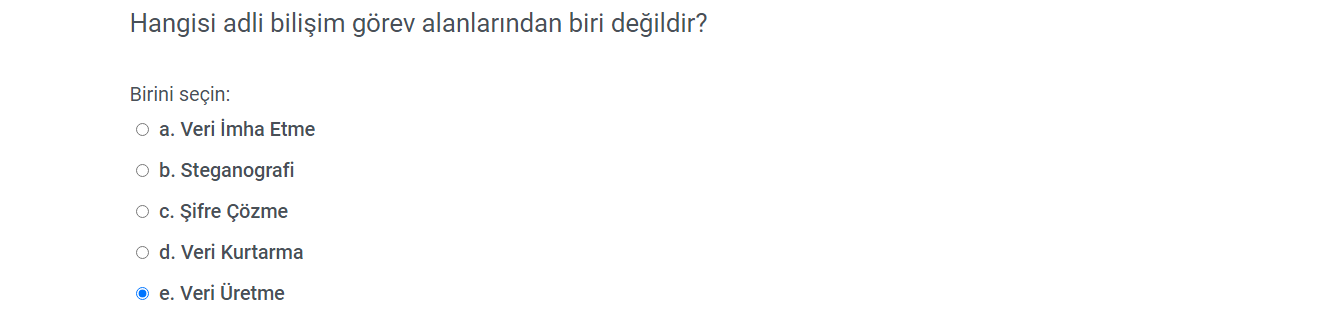 Hangisi adli bilişim görev alanlarından biri değildir?
Birini seçin:
a. Veri İmha Etme
b. Steganografi
c. Şifre Çözme
d. Veri Kurtarma
e. Veri Üretme